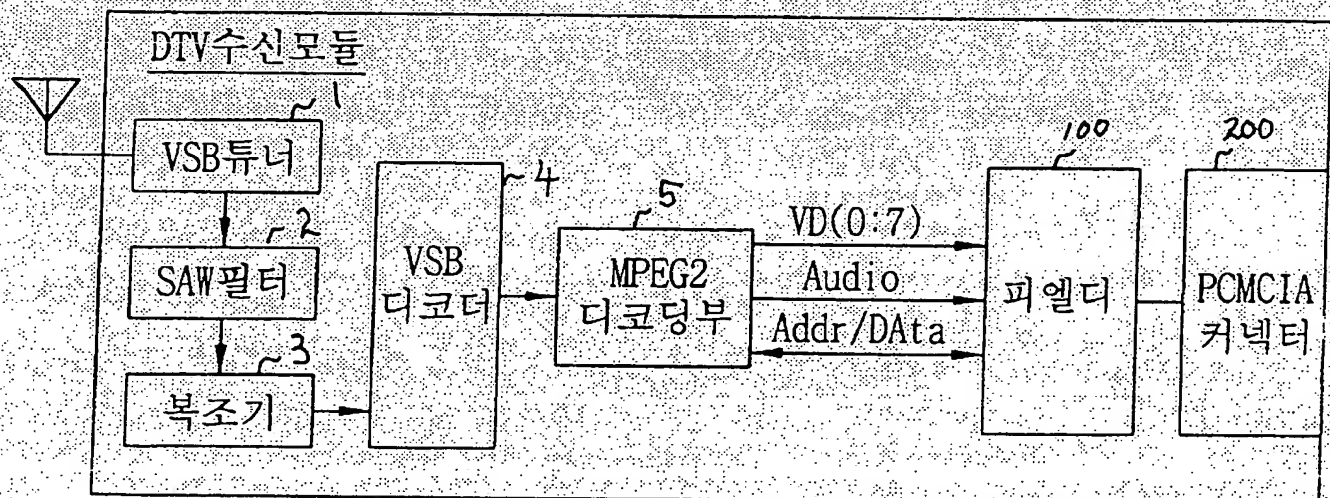 DTV수신모듈
1
VSB튜너
2
SAW필터
3
복조기
4
VSB
디코더
5
MPEG2
디코딩부
VD(0:7)
Audio
Addr/DAta
100
피엘디
200
PCMCIA
커넥터